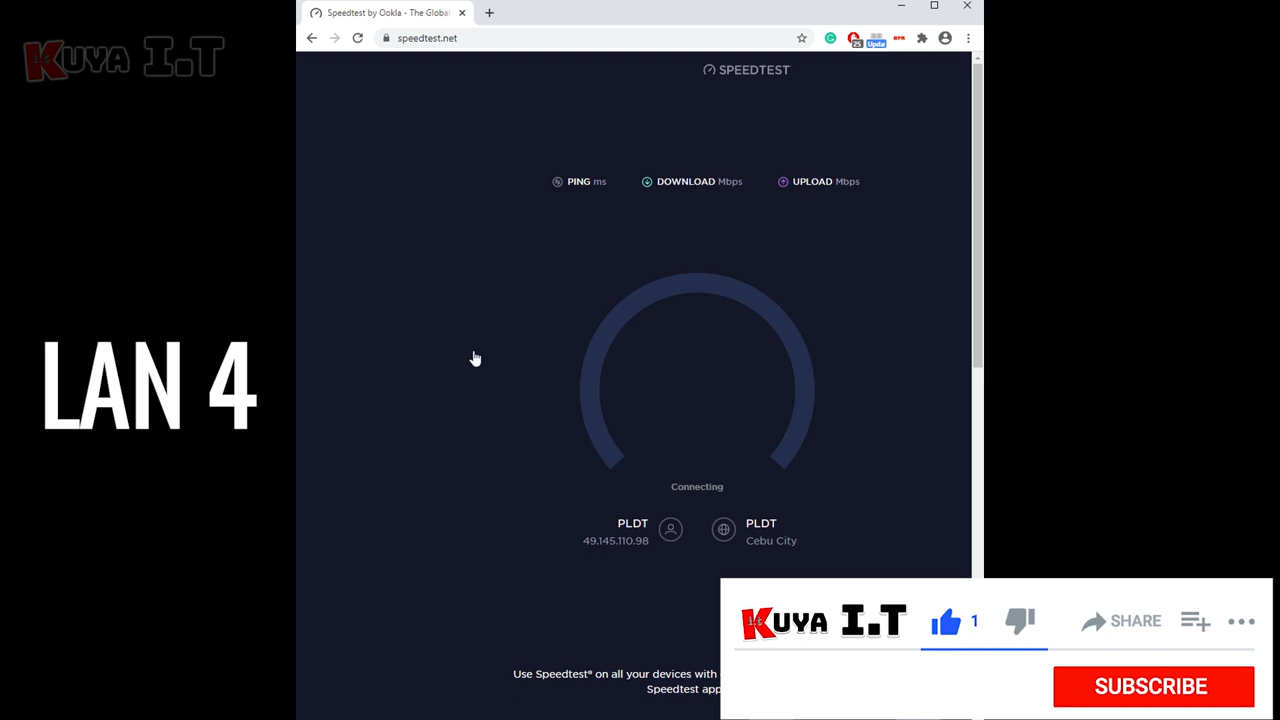 KUYA I.T
Speedtest by Ookla - The Global
speedtest.net
25
Upda
SPEEDTEST
PING ms
DOWNLOAD Mbps
UPLOAD Mbps
LAN 4
Connecting
PLDT
49.145.110.98
PLDT
Cebu City
Use Speedtest® on all your devices with
Speedtest app
KUYA I.T
1
SHARE
SUBSCRIBE